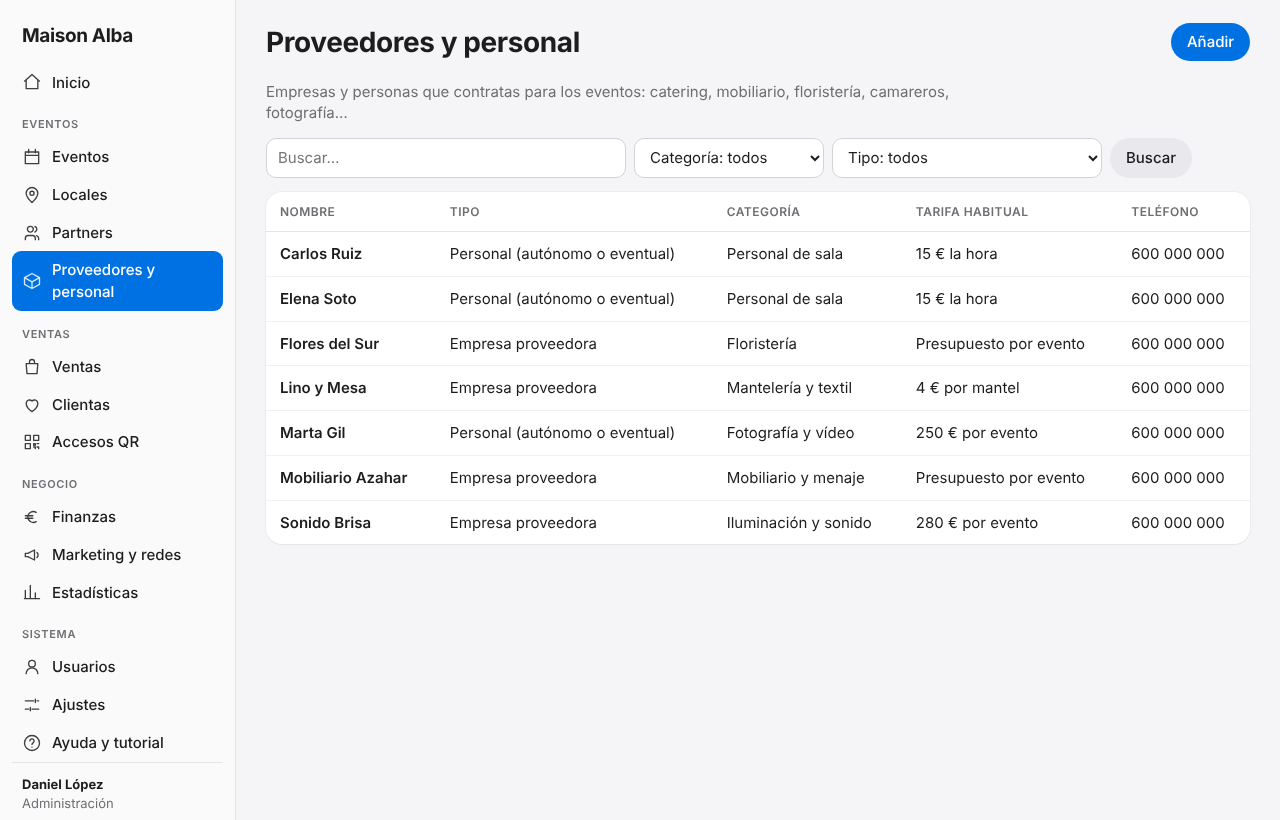 Maison Alba
Inicio
EVENTOS
Eventos
Locales
Partners
Proveedores y
personal
VENTAS
Ventas
Clientas
Accesos QR
NEGOCIO
Finanzas
Marketing y redes
Estadísticas
SISTEMA
Usuarios
Ajustes
Ayuda y tutorial
Daniel López
Administración
Proveedores y personal
Añadir
Empresas y personas que contratas para los eventos: catering, mobiliario, floristería, camareros,
fotografía...
Buscar... Categoría: todos Tipo: todos Buscar
NOMBRE TIPO CATEGORÍA TARIFA HABITUAL TELÉFONO
Carlos Ruiz Personal (autónomo o eventual) Personal de sala 15 € la hora 600 000 000
Elena Soto Personal (autónomo o eventual) Personal de sala 15 € la hora 600 000 000
Flores del Sur Empresa proveedora Floristería Presupuesto por evento 600 000 000
Lino y Mesa Empresa proveedora Mantelería y textil 4 € por mantel 600 000 000
Marta Gil Personal (autónomo o eventual) Fotografía y vídeo 250 € por evento 600 000 000
Mobiliario Azahar Empresa proveedora Mobiliario y menaje Presupuesto por evento 600 000 000
Sonido Brisa Empresa proveedora Iluminación y sonido 280 € por evento 600 000 000